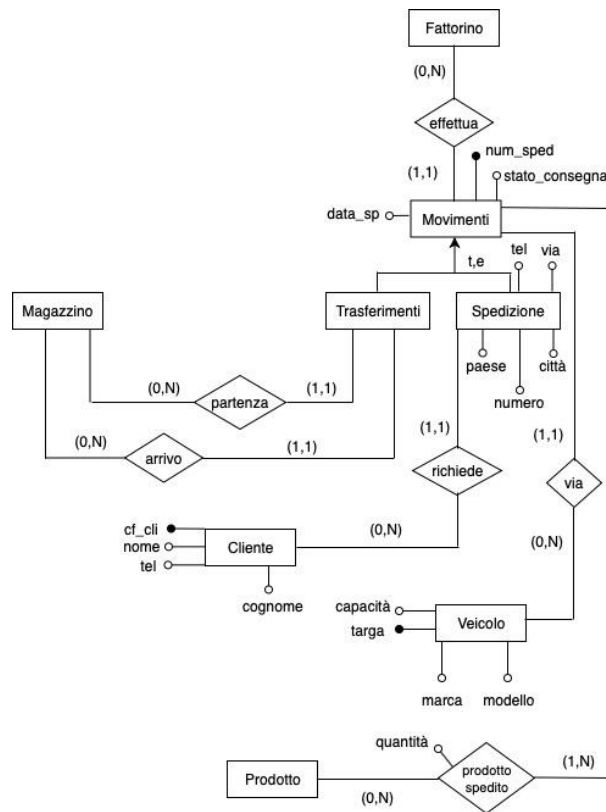 Fattorino
(0,N)
effettua
num_sped
(1,1)
stato_consegna
data_sp
Movimenti
t,e
tel
via
Magazzino
Trasferimenti
Spedizione
paese
città
numero
(0,N)
partenza
(1,1)
(0,N)
arrivo
(1,1)
(1,1)
richiede
(1,1)
via
cf_cli
nome
tel
Cliente
(0,N)
cognome
(0,N)
capacità
targa
Veicolo
marca
modello
quantità
Prodotto
(0,N)
prodotto
spedito
(1,N)